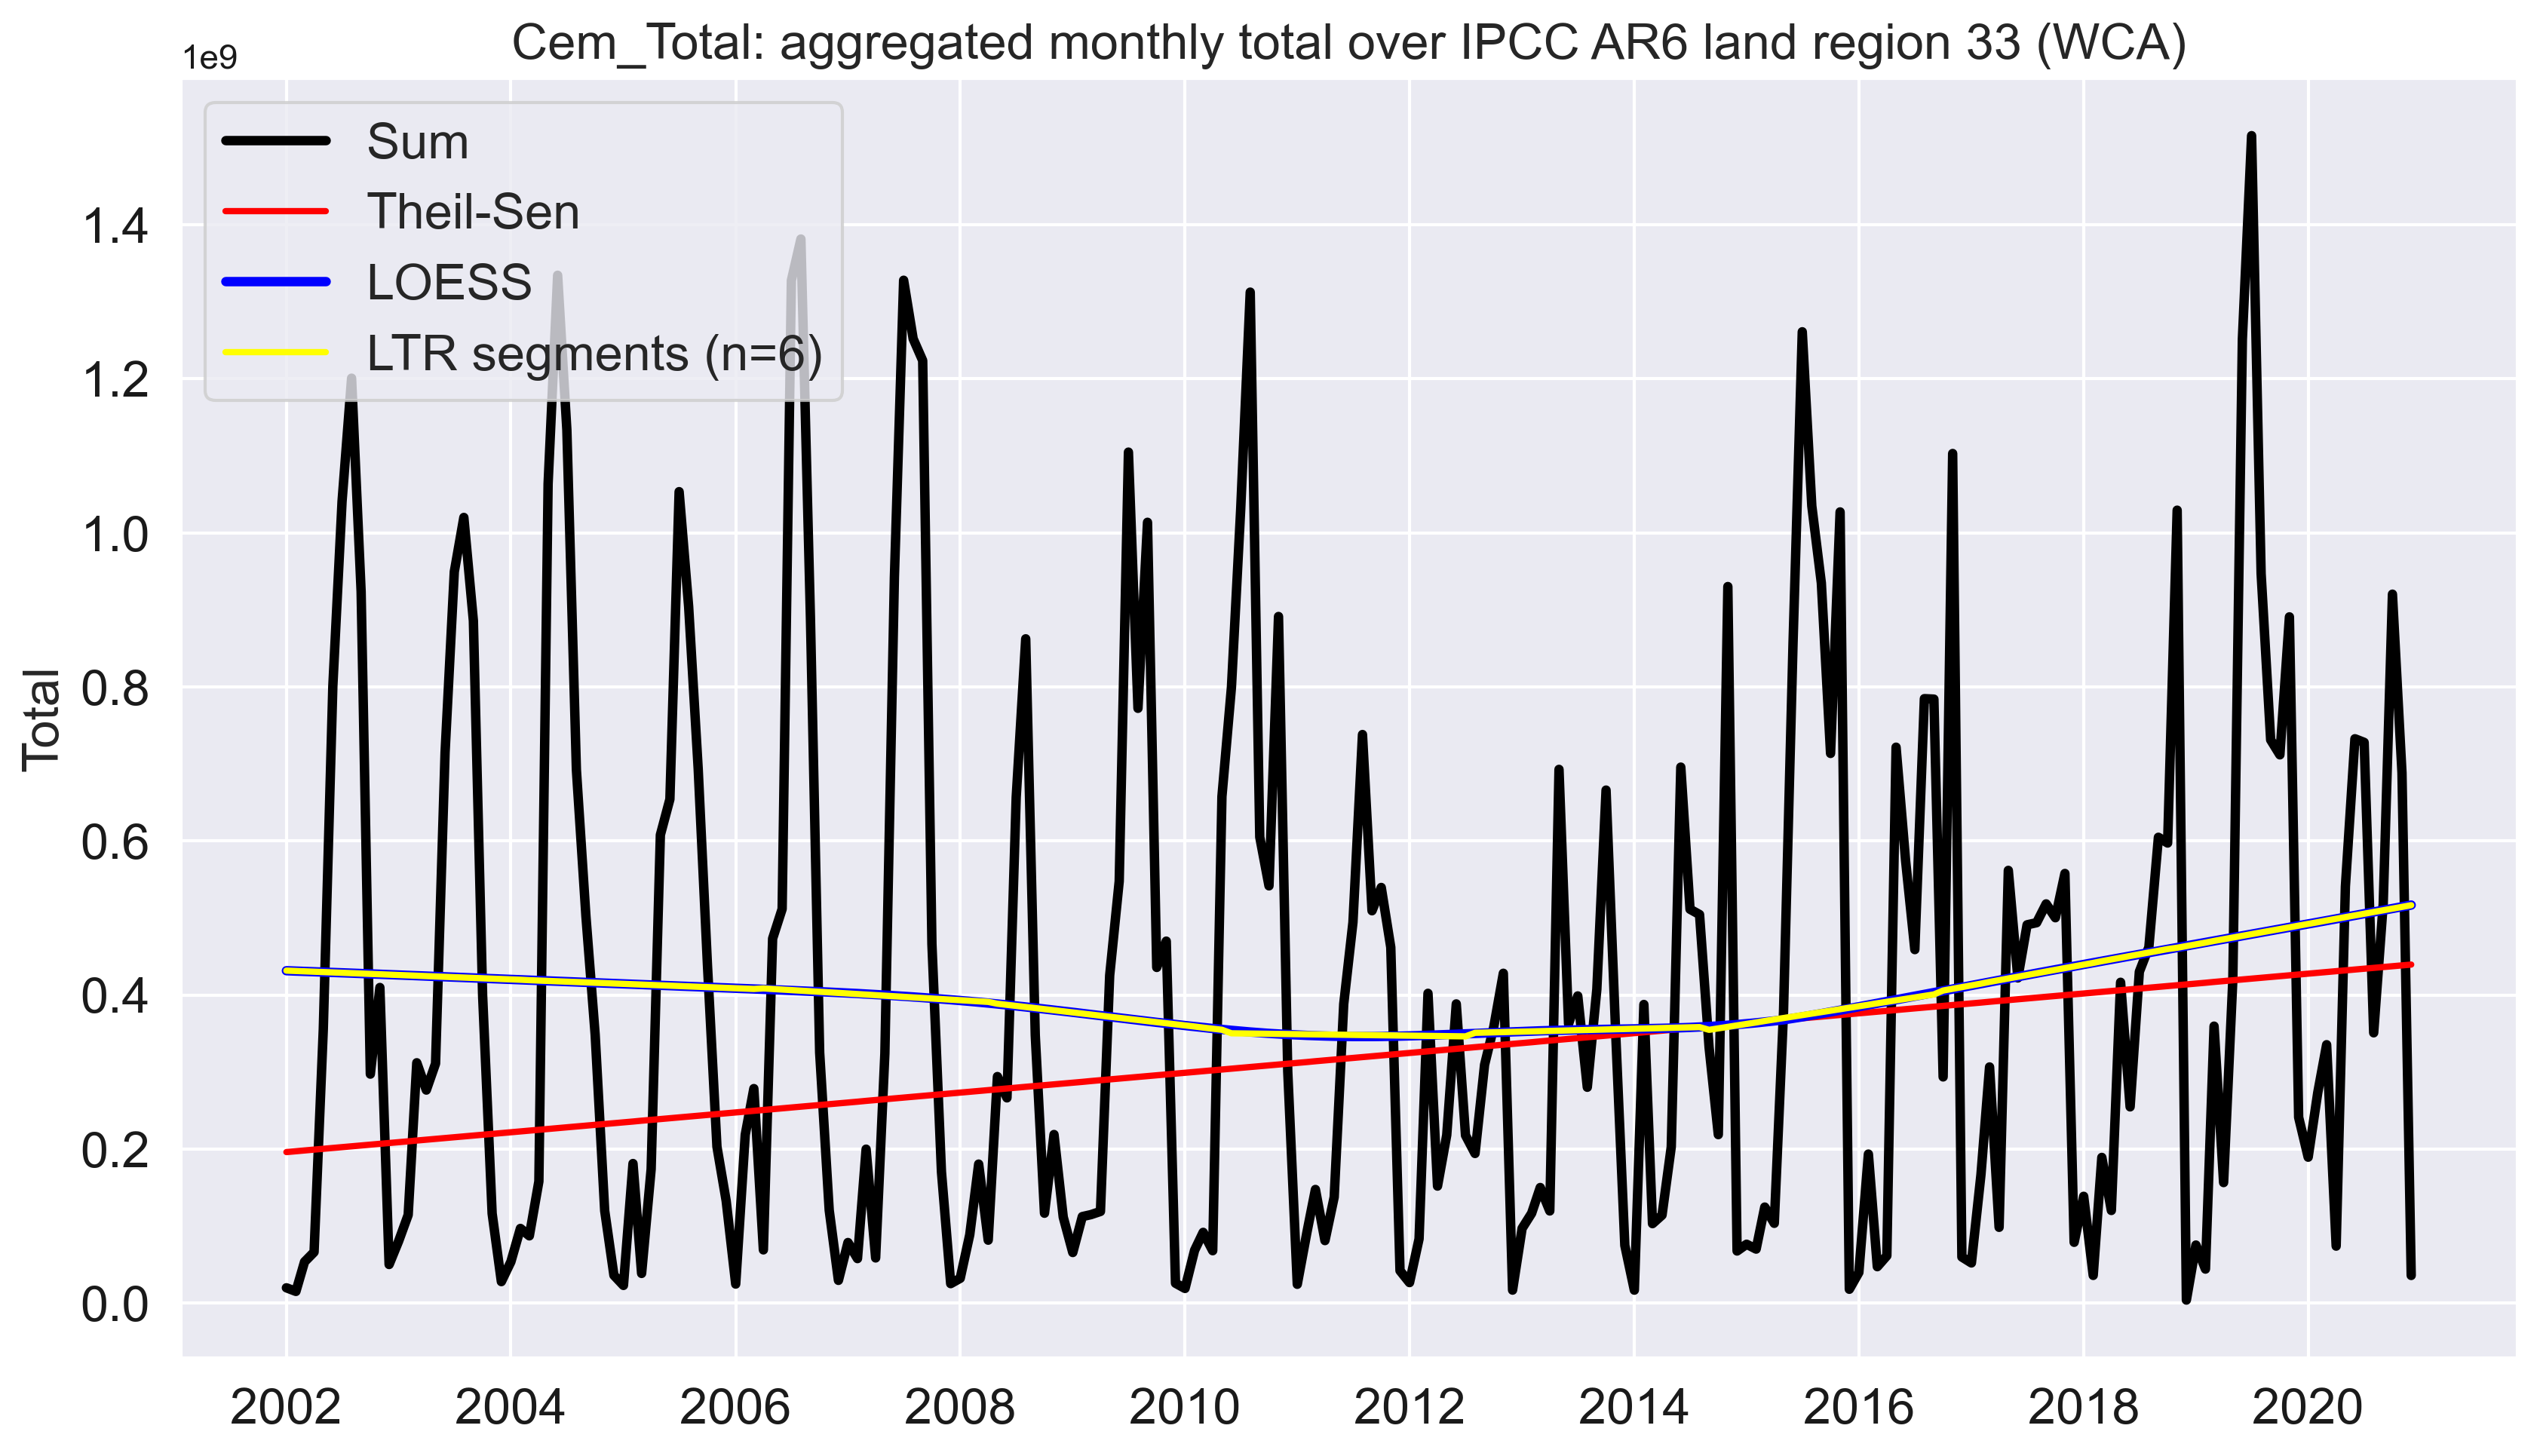 Cem_Total: aggregated monthly total over IPCC AR6 land region 33 (WCA)
1e9
Sum
Theil-Sen
LOESS
LTR segments (n=6)
1.4
1.2
1.0
0.8
0.6
0.4
0.2
0.0
Total
2002 2004 2006 2008 2010 2012 2014 2016 2018 2020